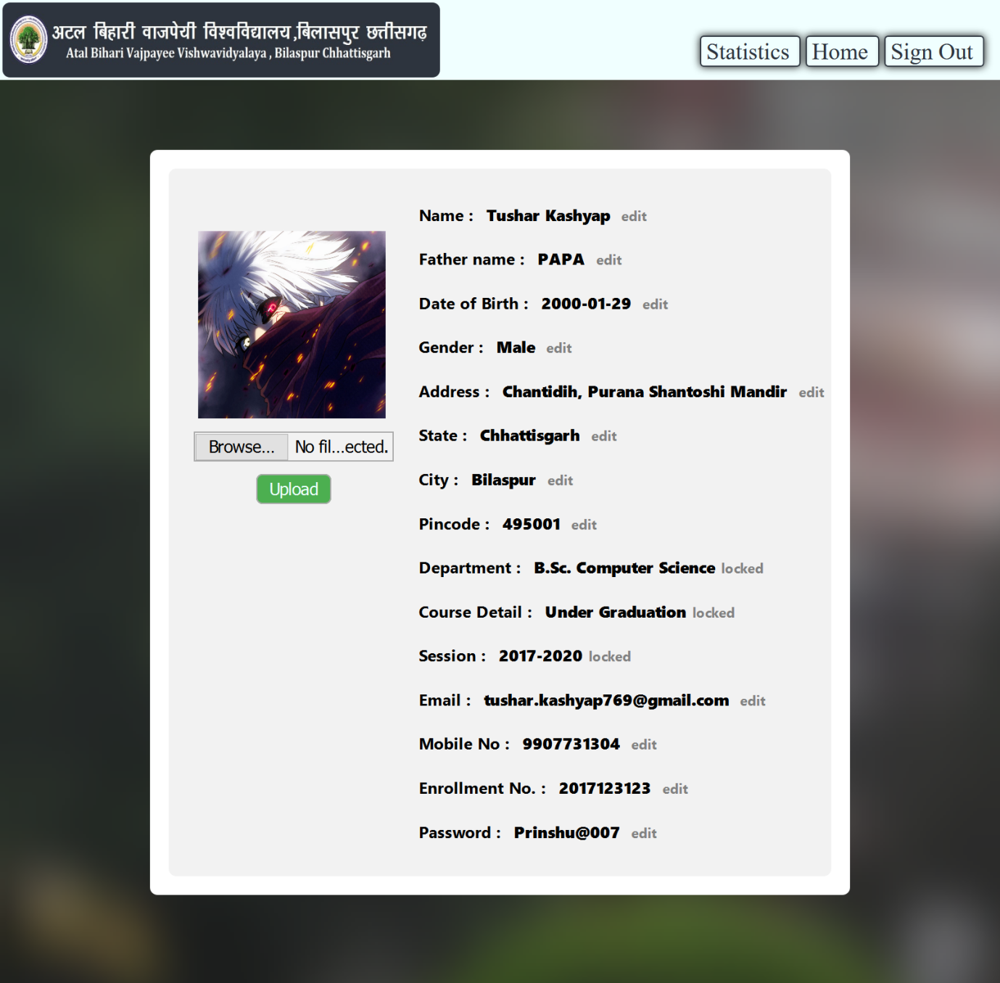 अटल बिहारी वाजपेयी विश्वविद्यालय,बिलासपुर छत्तीसगढ़
Atal Bihari Vajpayee Vishwavidyalaya , Bilaspur Chhattisgarh
Statistics Home Sign Out
Name : Tushar Kashyap edit
Father name : PAPA edit
Date of Birth : 2000-01-29 edit
Gender : Male edit
Address : Chantidih, Purana Shantoshi Mandir edit
State : Chhattisgarh edit
City : Bilaspur edit
Pincode : 495001 edit
Department : B.Sc. Computer Science locked
Course Detail : Under Graduation locked
Session : 2017-2020 locked
Email : tushar.kashyap769@gmail.com edit
Mobile No : 9907731304 edit
Enrollment No. : 2017123123 edit
Password : Prinshu@007 edit
Browse... No fil...ected.
Upload